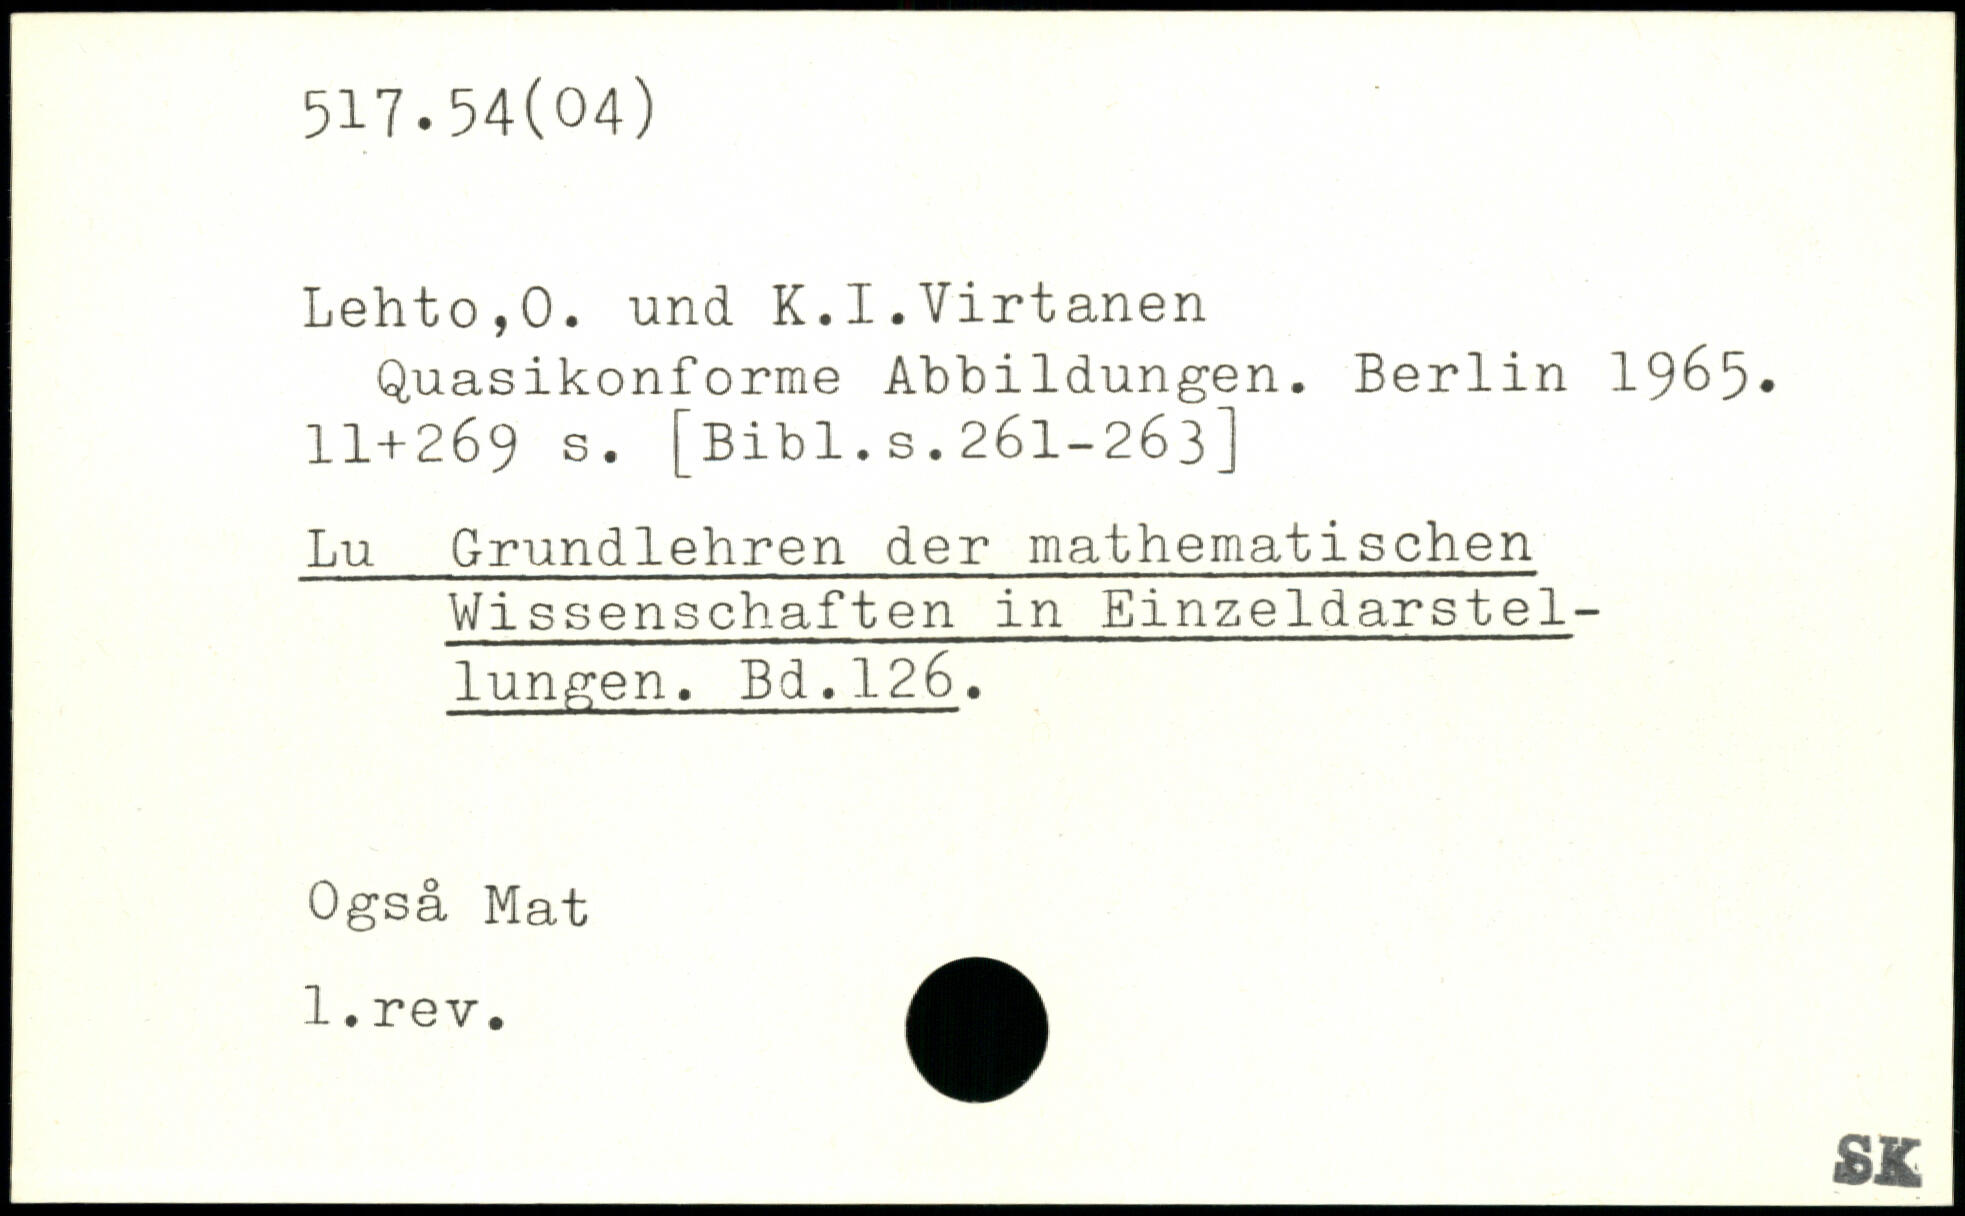 517.54(04)
Lehto,O. und K.I.Virtanen
Quasikonforme Abbildungen. Berlin 1965.
11+269 s. [Bibl.s.261-263]
Lu Grundlehren der mathematischen
Wissenschaften in Einzeldarstel-
lungen. Bd.126.
Også Mat
1.rev.
SK